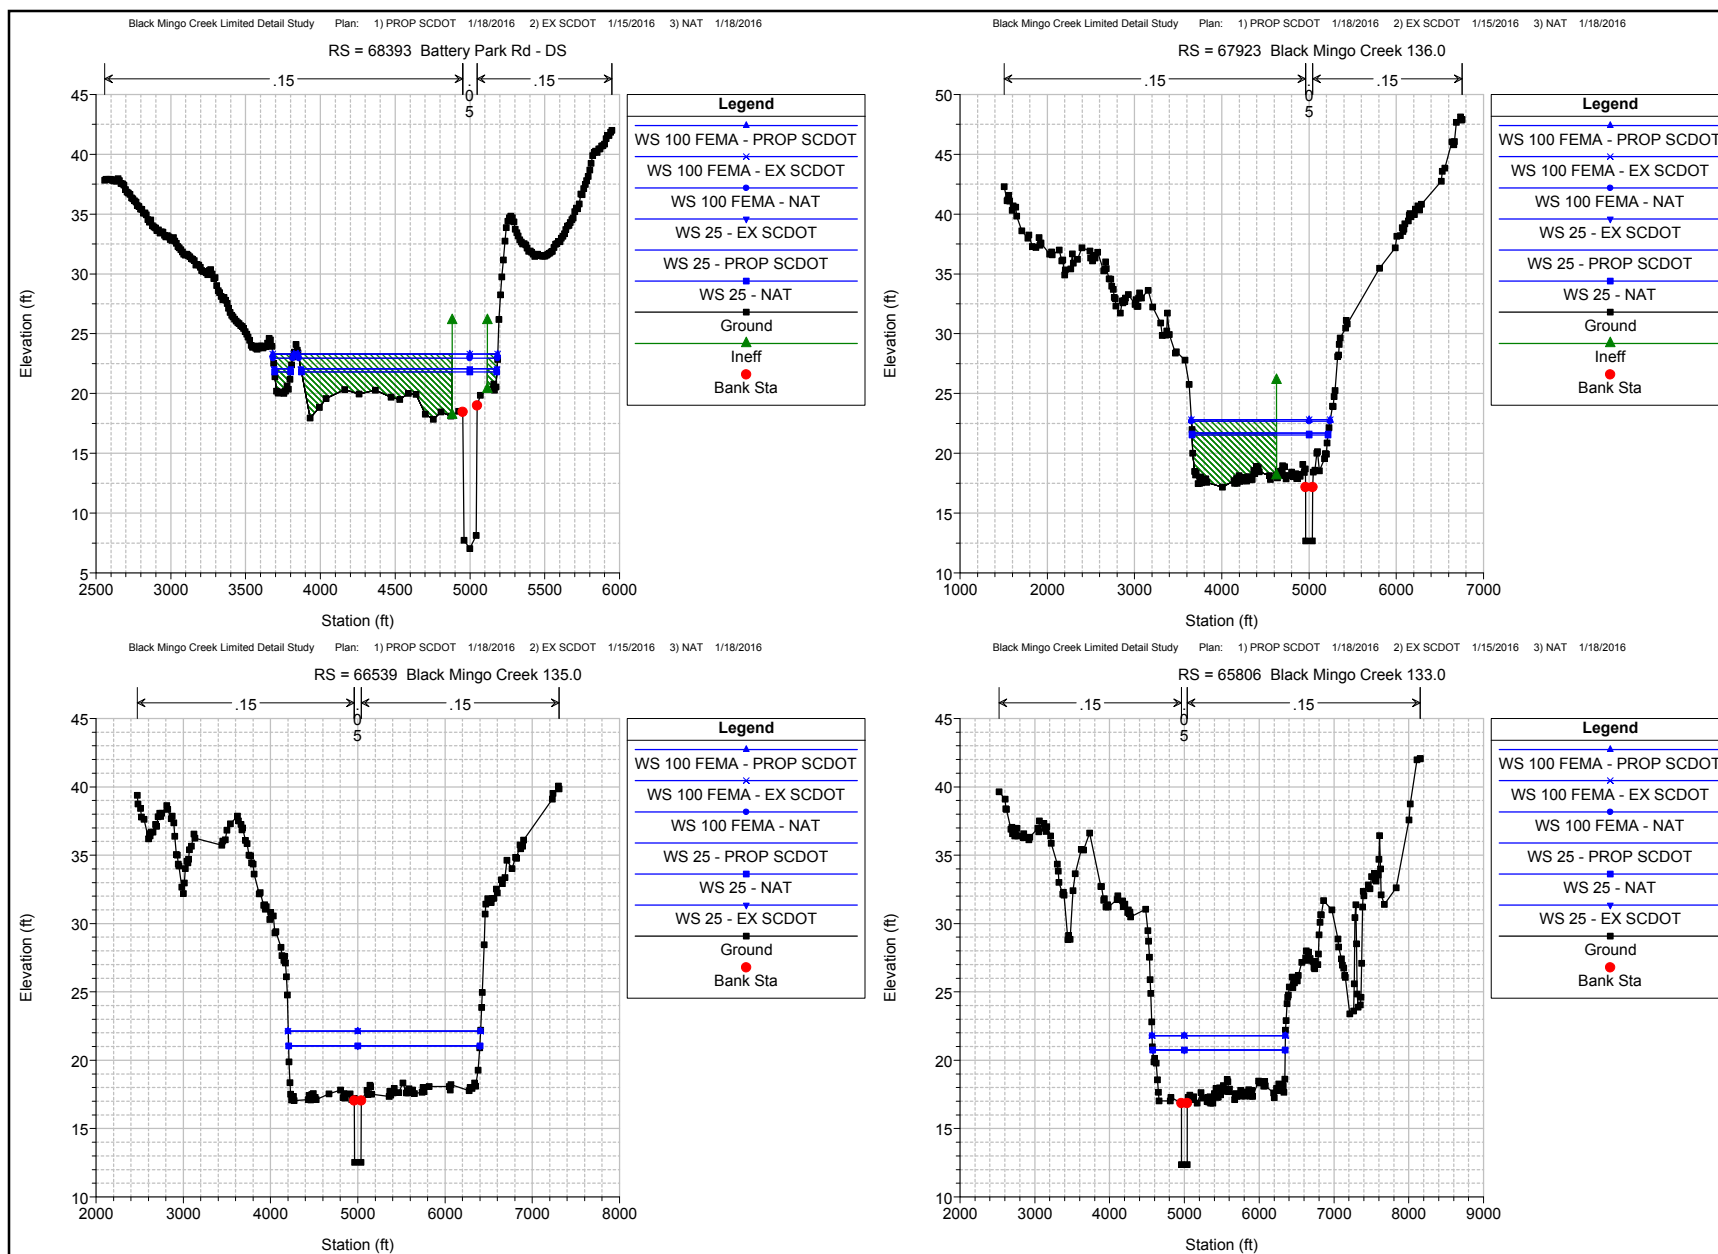 Black Mingo Creek Limited Detail Study Plan: 1) PROP SCDOT 1/18/2016 2) EX SCDOT 1/15/2016 3) NAT 1/18/2016
RS = 68393 Battery Park Rd - DS
.15
.05
.15
45
40
35
30
25
20
15
10
5
2500 3000 3500 4000 4500 5000 5500 6000
Elevation (ft)
Station (ft)
Legend
WS 100 FEMA - PROP SCDOT
WS 100 FEMA - EX SCDOT
WS 100 FEMA - NAT
WS 25 - EX SCDOT
WS 25 - PROP SCDOT
WS 25 - NAT
Ground
Ineff
Bank Sta
Black Mingo Creek Limited Detail Study Plan: 1) PROP SCDOT 1/18/2016 2) EX SCDOT 1/15/2016 3) NAT 1/18/2016
RS = 67923 Black Mingo Creek 136.0
.15
.05
.15
50
45
40
35
30
25
20
15
10
1000 2000 3000 4000 5000 6000 7000
Elevation (ft)
Station (ft)
Legend
WS 100 FEMA - PROP SCDOT
WS 100 FEMA - EX SCDOT
WS 100 FEMA - NAT
WS 25 - EX SCDOT
WS 25 - PROP SCDOT
WS 25 - NAT
Ground
Ineff
Bank Sta
Black Mingo Creek Limited Detail Study Plan: 1) PROP SCDOT 1/18/2016 2) EX SCDOT 1/15/2016 3) NAT 1/18/2016
RS = 66539 Black Mingo Creek 135.0
.15
.05
.15
45
40
35
30
25
20
15
10
2000 3000 4000 5000 6000 7000 8000
Elevation (ft)
Station (ft)
Legend
WS 100 FEMA - PROP SCDOT
WS 100 FEMA - EX SCDOT
WS 100 FEMA - NAT
WS 25 - PROP SCDOT
WS 25 - NAT
WS 25 - EX SCDOT
Ground
Bank Sta
Black Mingo Creek Limited Detail Study Plan: 1) PROP SCDOT 1/18/2016 2) EX SCDOT 1/15/2016 3) NAT 1/18/2016
RS = 65806 Black Mingo Creek 133.0
.15
.05
.15
45
40
35
30
25
20
15
10
2000 3000 4000 5000 6000 7000 8000 9000
Elevation (ft)
Station (ft)
Legend
WS 100 FEMA - PROP SCDOT
WS 100 FEMA - EX SCDOT
WS 100 FEMA - NAT
WS 25 - PROP SCDOT
WS 25 - NAT
WS 25 - EX SCDOT
Ground
Bank Sta